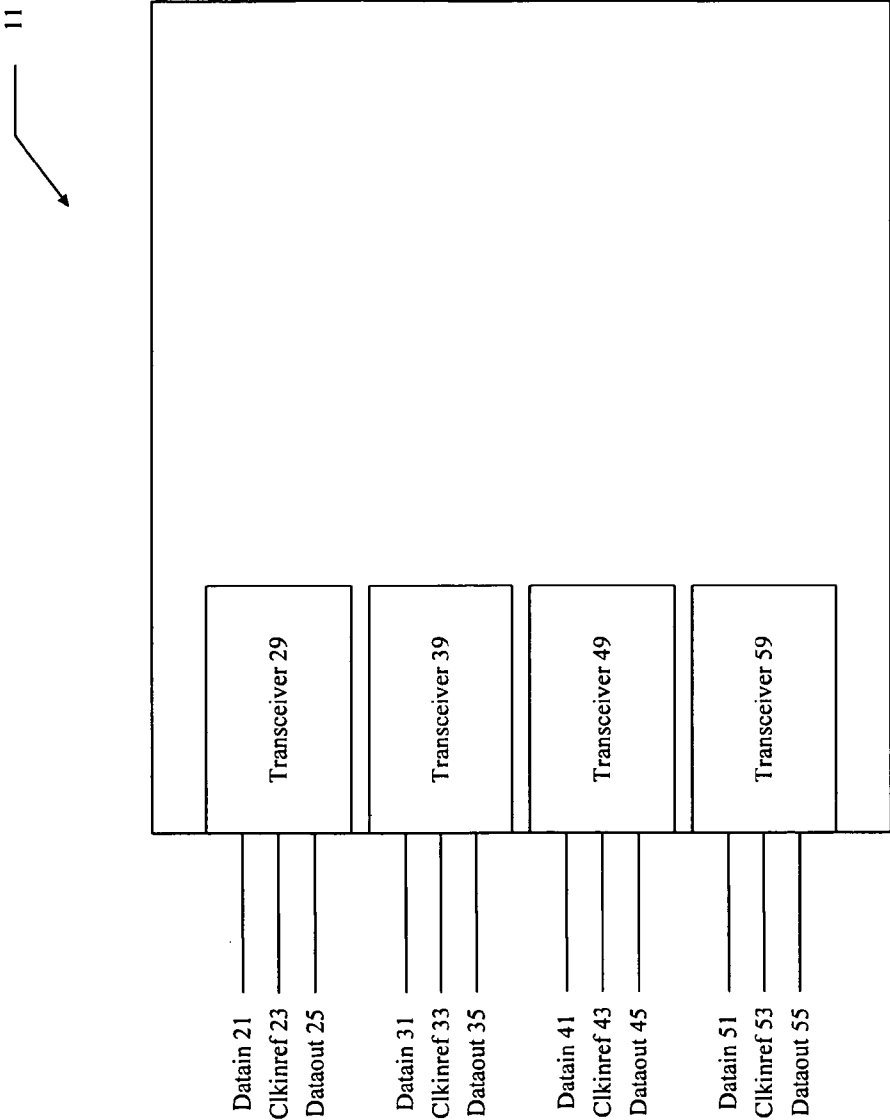 11
Transceiver 29
Transceiver 39
Transceiver 49
Transceiver 59
Datain 21
Clkinref 23
Dataout 25
Datain 31
Clkinref 33
Dataout 35
Datain 41
Clkinref 43
Dataout 45
Datain 51
Clkinref 53
Dataout 55